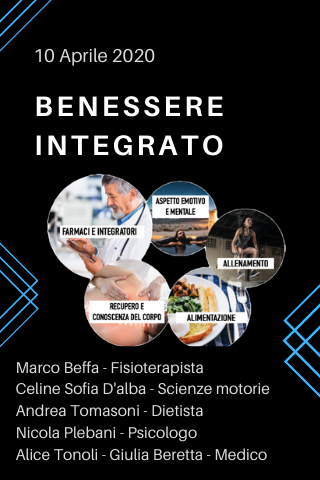 10 Aprile 2020
BENESSERE
INTEGRATO
FARMACI E INTEGRATORI
ASPETTO EMOTIVO
E MENTALE
ALLENAMENTO
RECUPERO E
CONOSCENZA DEL CORPO
ALIMENTAZIONE
Marco Beffa - Fisioterapista
Celine Sofia D'alba - Scienze motorie
Andrea Tomasoni - Dietista
Nicola Plebani - Psicologo
Alice Tonoli - Giulia Beretta - Medico